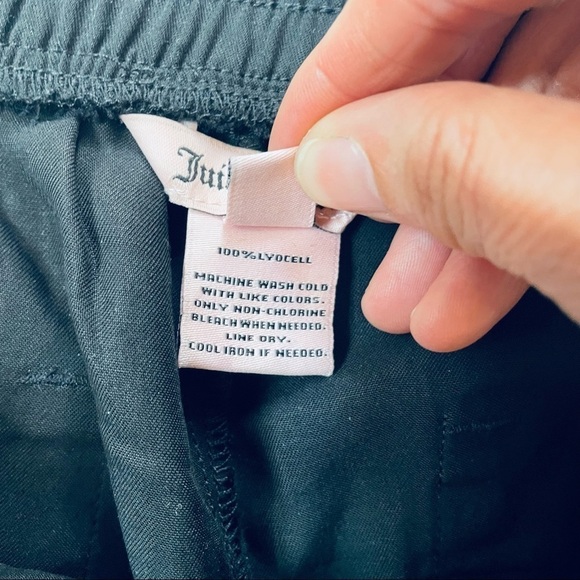 Jui
100% LYOCELL
MACHINE WASH COLD
WITH LIKE COLORS.
ONLY NON-CHLORINE
BLEACH WHEN NEEDED.
LINE DRY.
COOL IRON IF NEEDED.